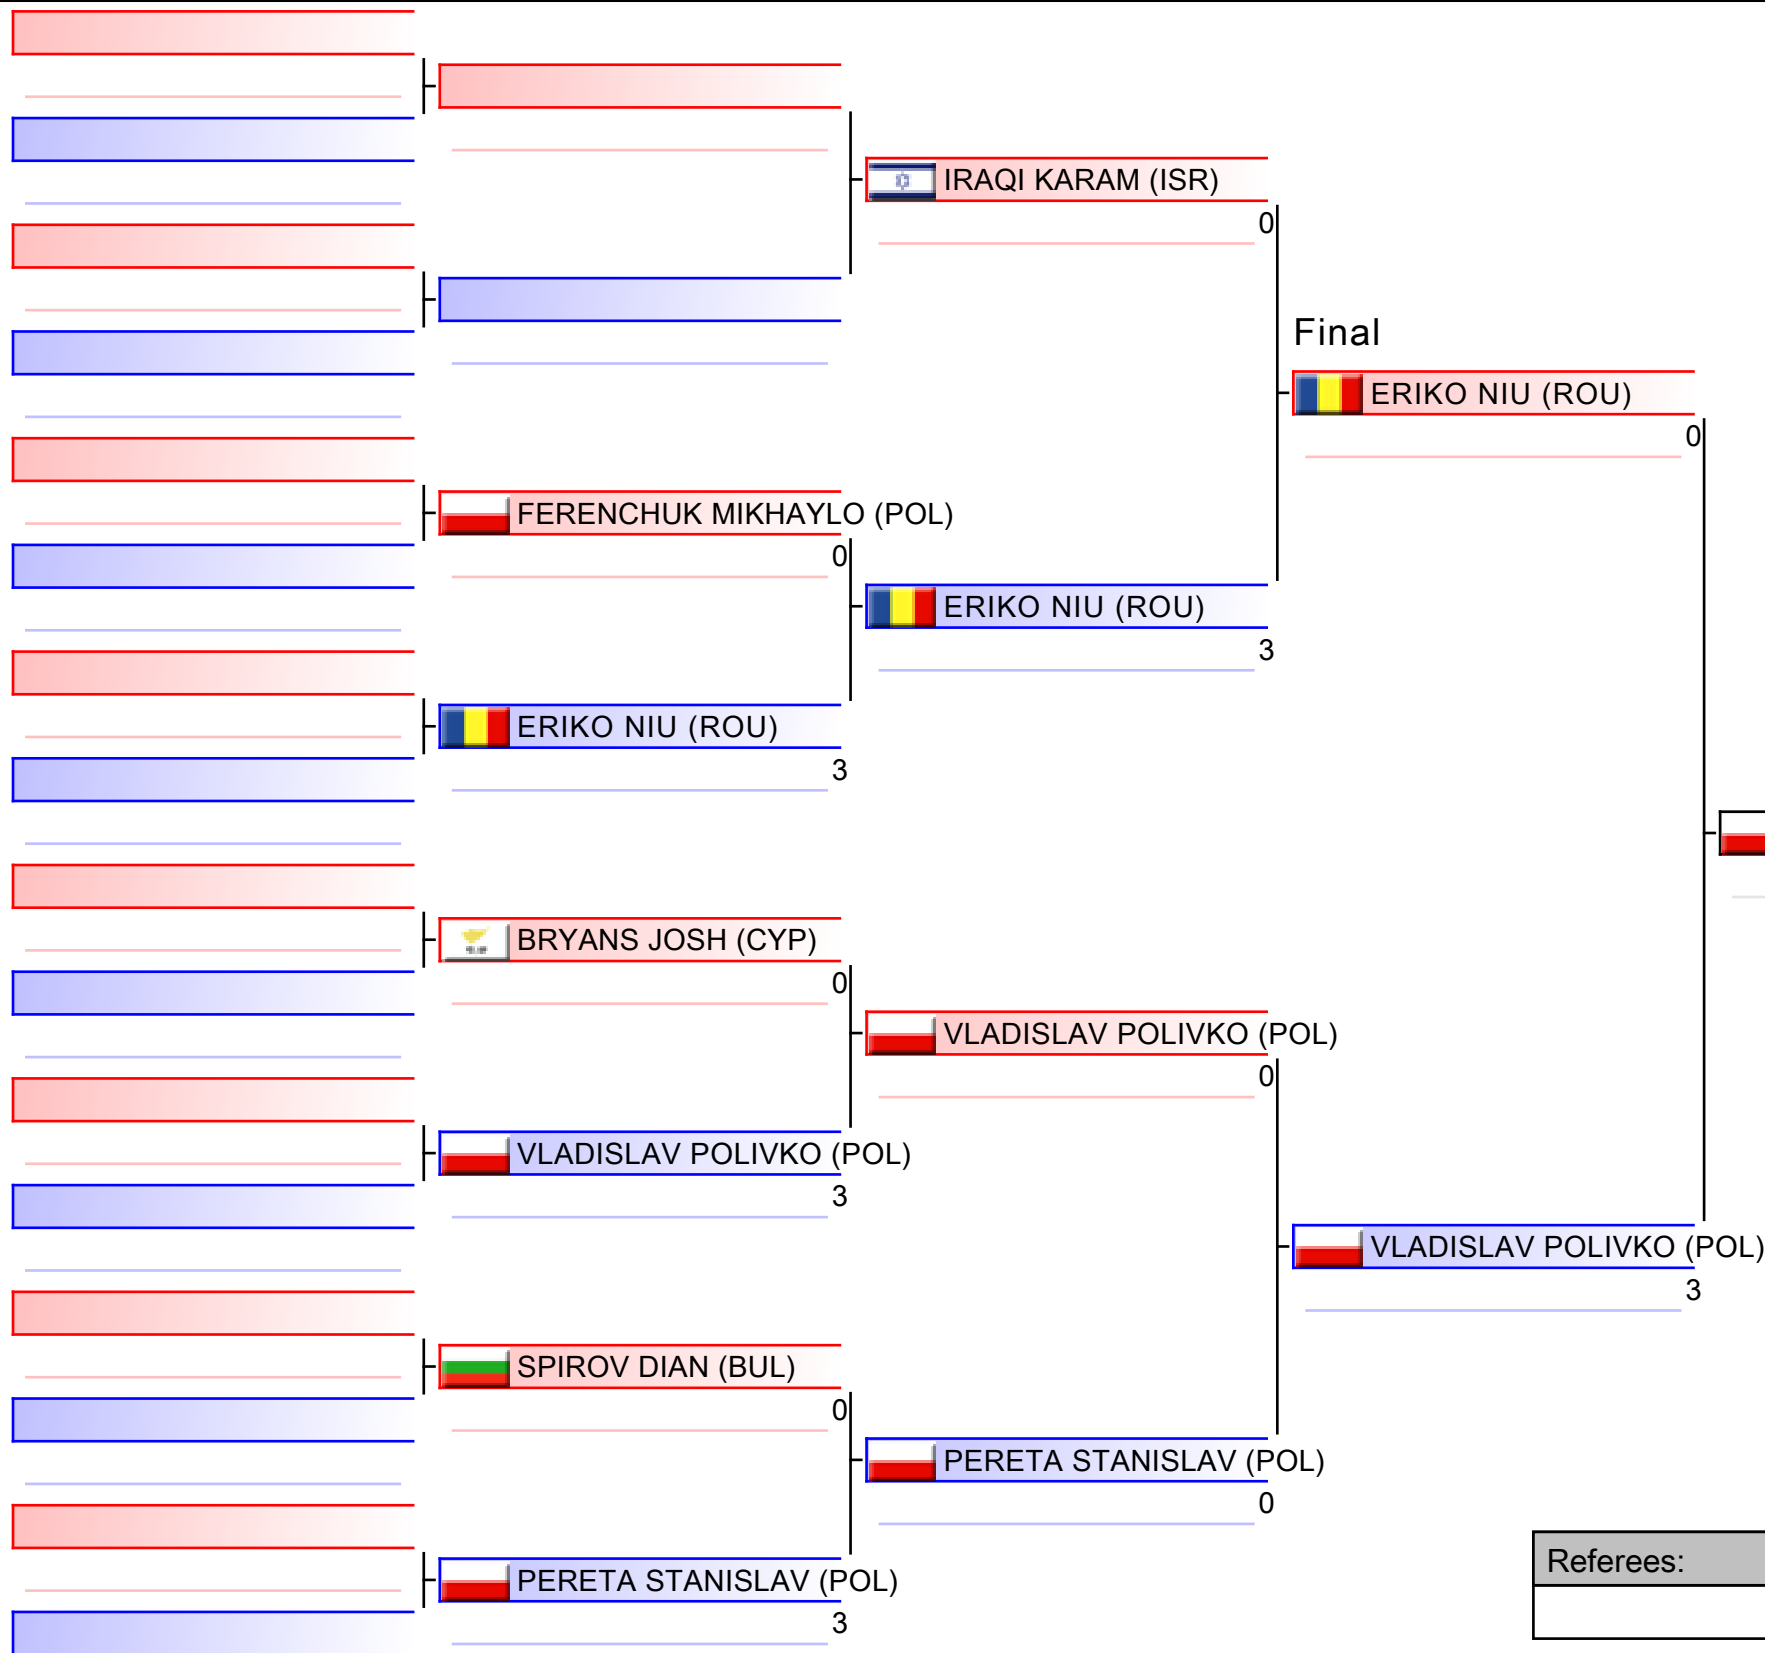 IRAQI KARAM (ISR)
0
Final
ERIKO NIU (ROU)
0
FERENCHUK MIKHAYLO (POL)
0
ERIKO NIU (ROU)
3
ERIKO NIU (ROU)
3
BRYANS JOSH (CYP)
0
VLADISLAV POLIVKO (POL)
0
VLADISLAV POLIVKO (POL)
3
VLADISLAV POLIVKO (POL)
3
SPIROV DIAN (BUL)
0
PERETA STANISLAV (POL)
0
PERETA STANISLAV (POL)
3
Referees: